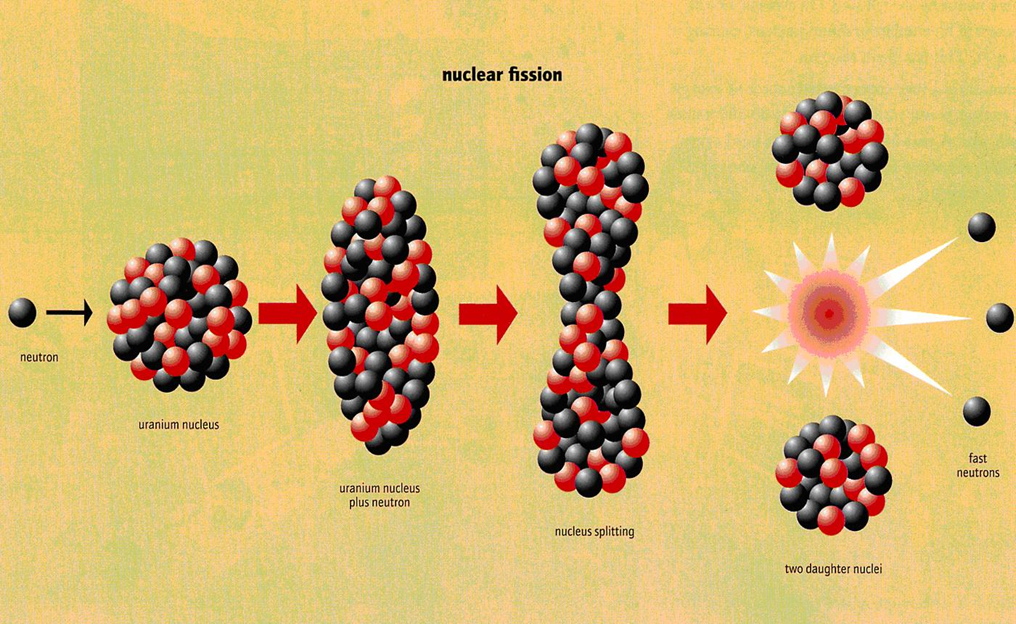 nuclear fission
neutron
uranium nucleus
uranium nucleus
plus neutron
nucleus splitting
two daughter nuclei
fast
neutrons